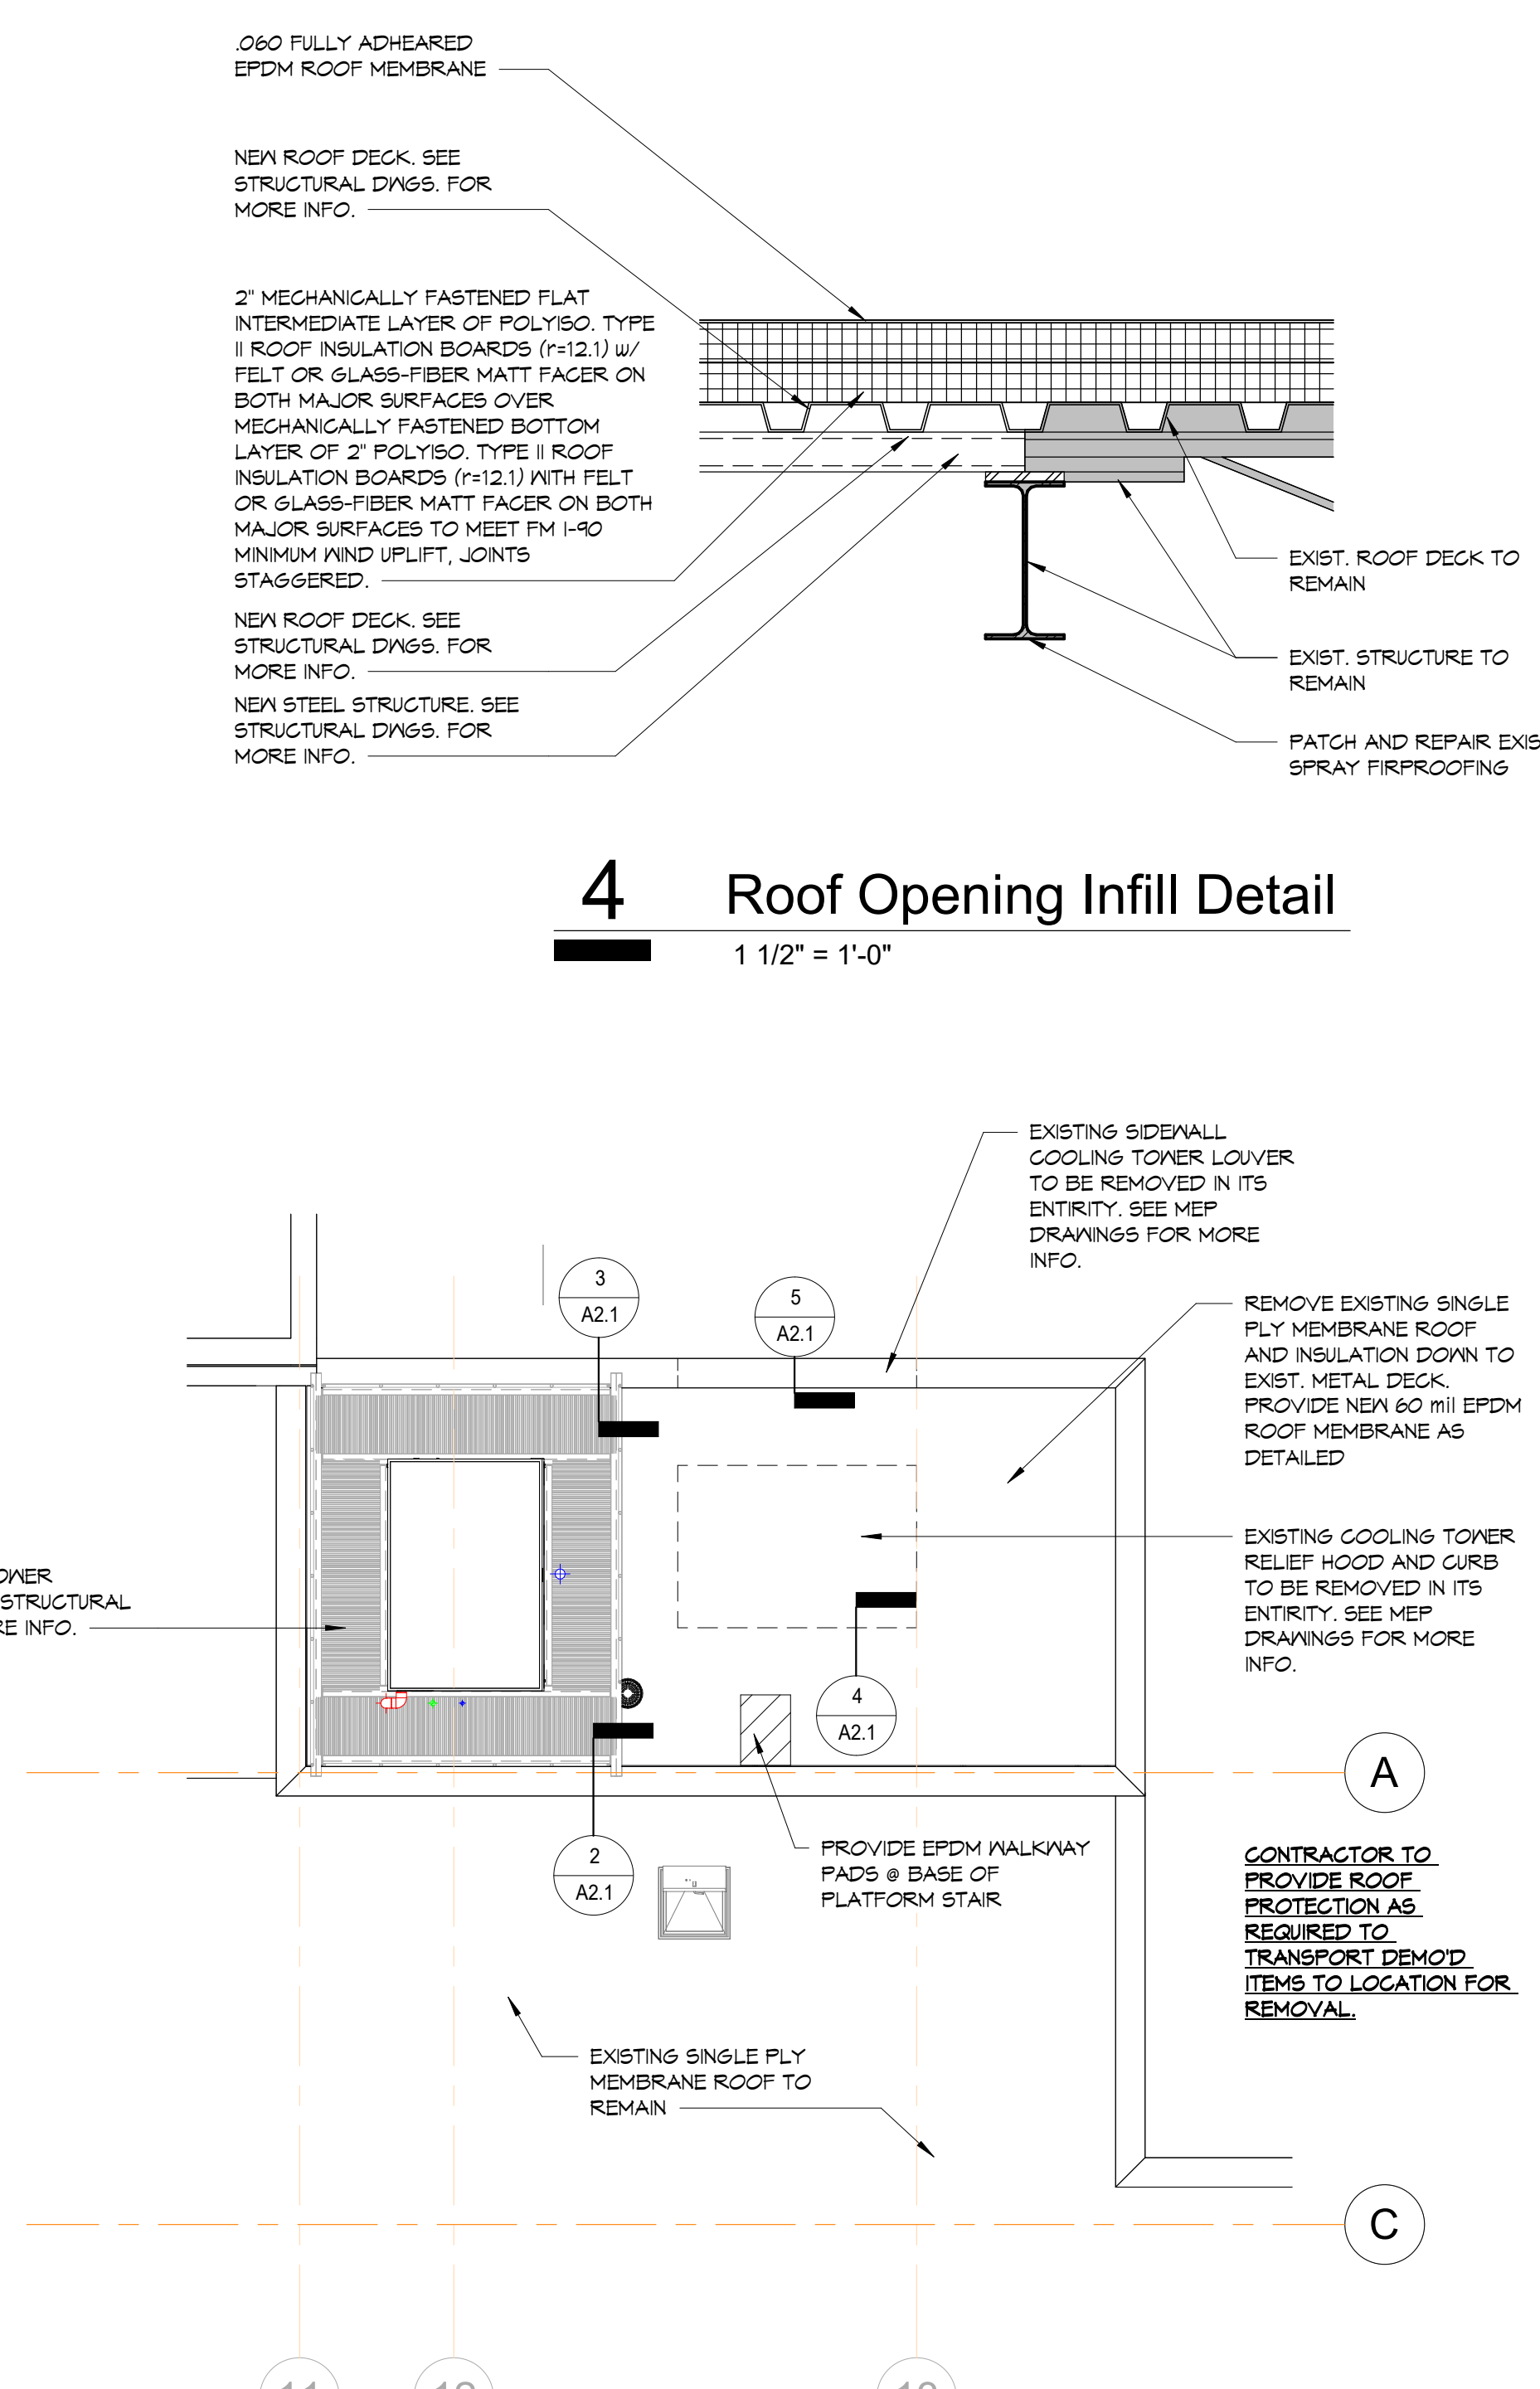 .060 FULLY ADHEARED
EPDM ROOF MEMBRANE
NEW ROOF DECK. SEE
STRUCTURAL DWGS. FOR
MORE INFO.
2" MECHANICALLY FASTENED FLAT
INTERMEDIATE LAYER OF POLYISO. TYPE
II ROOF INSULATION BOARDS (r=12.1) w/
FELT OR GLASS-FIBER MATT FACER ON
BOTH MAJOR SURFACES OVER
MECHANICALLY FASTENED BOTTOM
LAYER OF 2" POLYISO. TYPE II ROOF
INSULATION BOARDS (r=12.1) WITH FELT
OR GLASS-FIBER MATT FACER ON BOTH
MAJOR SURFACES TO MEET FM I-90
MINIMUM WIND UPLIFT, JOINTS
STAGGERED.
NEW ROOF DECK. SEE
STRUCTURAL DWGS. FOR
MORE INFO.
NEW STEEL STRUCTURE. SEE
STRUCTURAL DWGS. FOR
MORE INFO.
EXIST. ROOF DECK TO
REMAIN
EXIST. STRUCTURE TO
REMAIN
PATCH AND REPAIR EXIS
SPRAY FIRPROOFING
4 Roof Opening Infill Detail
1 1/2" = 1'-0"
EXISTING SIDEWALL
COOLING TOWER LOUVER
TO BE REMOVED IN ITS
ENTIRITY. SEE MEP
DRAWINGS FOR MORE
INFO.
3
A2.1
5
A2.1
REMOVE EXISTING SINGLE
PLY MEMBRANE ROOF
AND INSULATION DOWN TO
EXIST. METAL DECK.
PROVIDE NEW 60 mil EPDM
ROOF MEMBRANE AS
DETAILED
EXISTING COOLING TOWER
RELIEF HOOD AND CURB
TO BE REMOVED IN ITS
ENTIRITY. SEE MEP
DRAWINGS FOR MORE
INFO.
OWER
STRUCTURAL
RE INFO.
4
A2.1
A
2
A2.1
PROVIDE EPDM WALKWAY
PADS @ BASE OF
PLATFORM STAIR
CONTRACTOR TO
PROVIDE ROOF
PROTECTION AS
REQUIRED TO
TRANSPORT DEMO'D
ITEMS TO LOCATION FOR
REMOVAL.
EXISTING SINGLE PLY
MEMBRANE ROOF TO
REMAIN
C
11